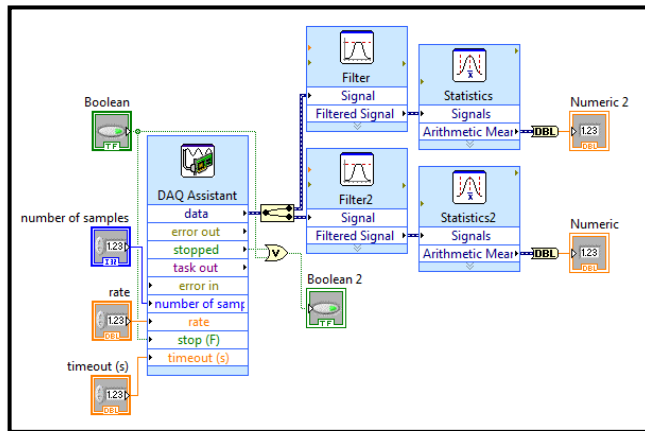 Boolean
TF
number of samples
1.23
rate
1.23
DBL
timeout (s)
1.23
DBL
DAQ Assistant
data
error out
stopped
task out
error in
number of samp
rate
stop (F)
timeout (s)
V
Boolean 2
TF
Filter
Signal
Filtered Signal
Statistics
Signals
Arithmetic Mear
DBL
Numeric 2
1.23
DBL
Filter2
Signal
Filtered Signal
Statistics2
Signals
Arithmetic Mear
DBL
Numeric
1.23
DBL